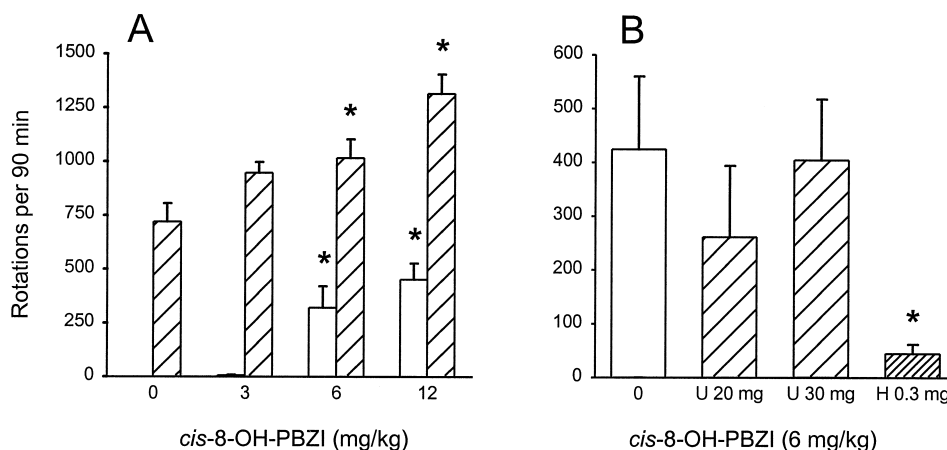 A
1500
1250
1000
750
500
250
0
Rotations per 90 min
* * * *
0 3 6 12
cis-8-OH-PBZI (mg/kg)
B
600
500
400
300
200
100
0
*
0 U 20 mg U 30 mg H 0.3 mg
cis-8-OH-PBZI (6 mg/kg)